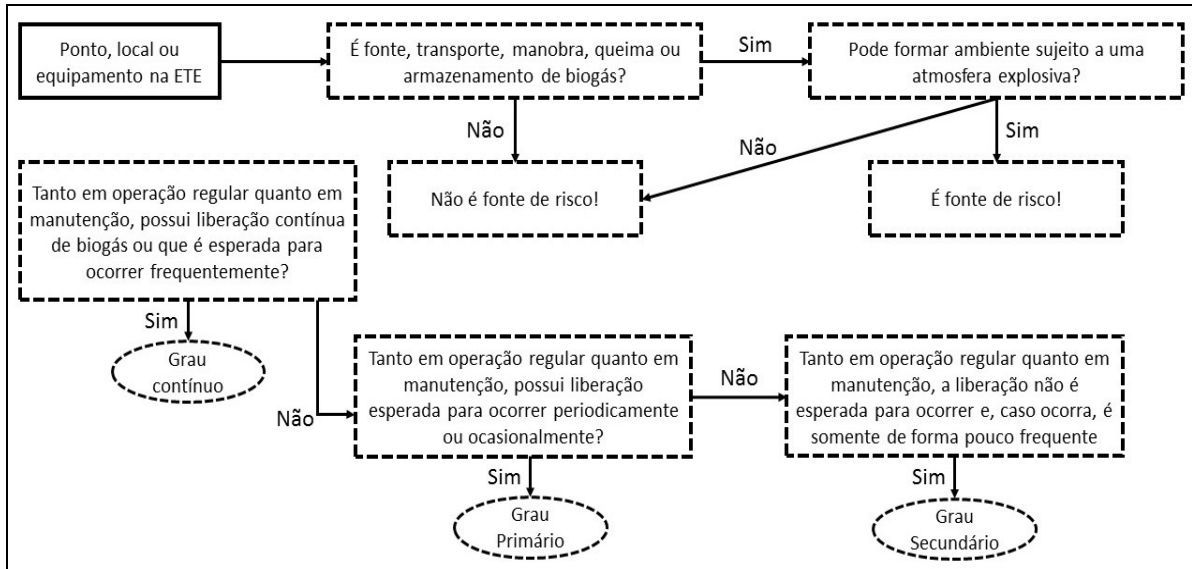 Ponto, local ou
equipamento na ETE
É fonte, transporte, manobra, queima ou
armazenamento de biogás?
Sim
Pode formar ambiente sujeito a uma
atmosfera explosiva?
Não
Não
Sim
Não é fonte de risco!
É fonte de risco!
Tanto em operação regular quanto em
manutenção, possui liberação contínua
de biogás ou que é esperada para
ocorrer frequentemente?
Sim
Grau
contínuo
Não
Tanto em operação regular quanto em
manutenção, possui liberação
esperada para ocorrer periodicamente
ou ocasionalmente?
Não
Tanto em operação regular quanto em
manutenção, a liberação não é
esperada para ocorrer e, caso ocorra, é
somente de forma pouco frequente
Sim
Sim
Grau
Primário
Grau
Secundário